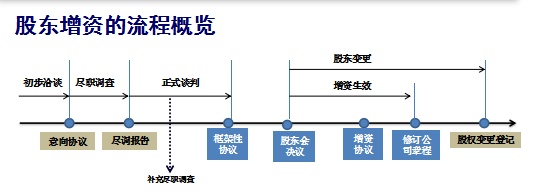 股东增资的流程概览
股东变更
初步洽谈 尽职调查 正式谈判 增资生效
意向协议 尽调报告 框架性 股东会 增资 修订公 股权变更登记
协议 决议 协议 司章程
补充尽职调查